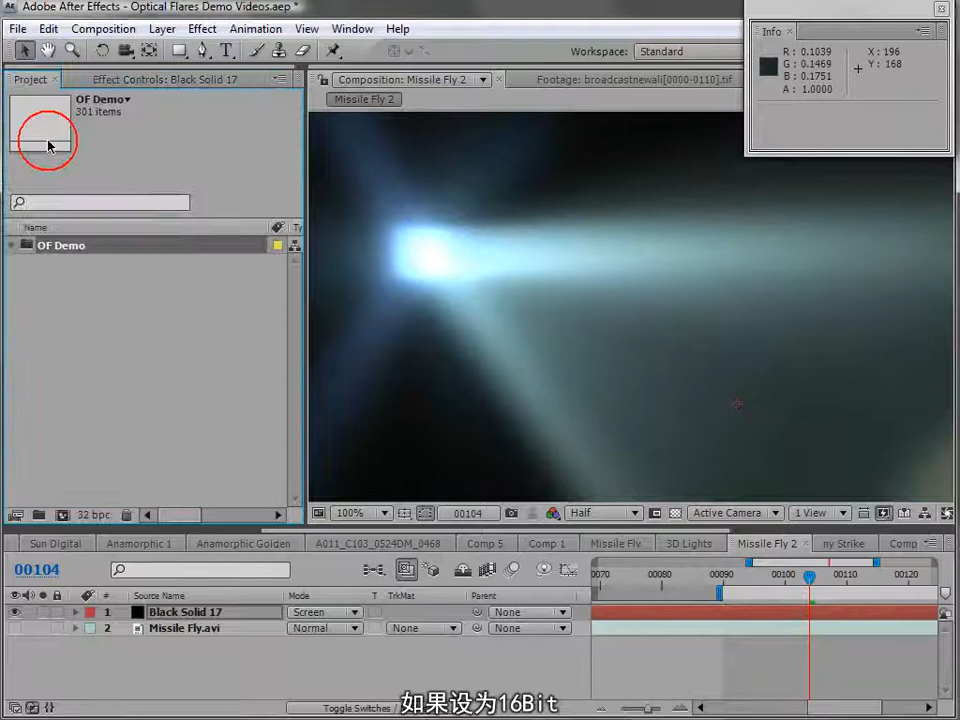 Adobe After Effects - Optical Flares Demo Videos.aep *
File Edit Composition Layer Effect Animation View Window Help
Workspace: Standard
Info ×
R: 0.1039 X: 196
G: 0.1469 Y: 168
B: 0.1751
A: 1.0000
Project × Effect Controls: Black Solid 17
Composition: Missile Fly 2 × Footage: broadcastnewali[0000-0110].tif
OF Demo
301 items
Missile Fly 2
Name Ty
OF Demo
32 bpc
100% 00104 Half Active Camera 1 View
Sun Digital Anamorphic 1 Anamorphic Golden A011_C103_0524DM_0468 Comp 5 Comp 1 Missile Fly 3D Lights Missile Fly 2 × ny Strike Comp
00104
0070 00080 00090 00100 00110 00120
# Source Name Mode T TrkMat Parent
1 Black Solid 17 Screen None
2 Missile Fly.avi Normal None None
Toggle Switches /
如果设为16Bit